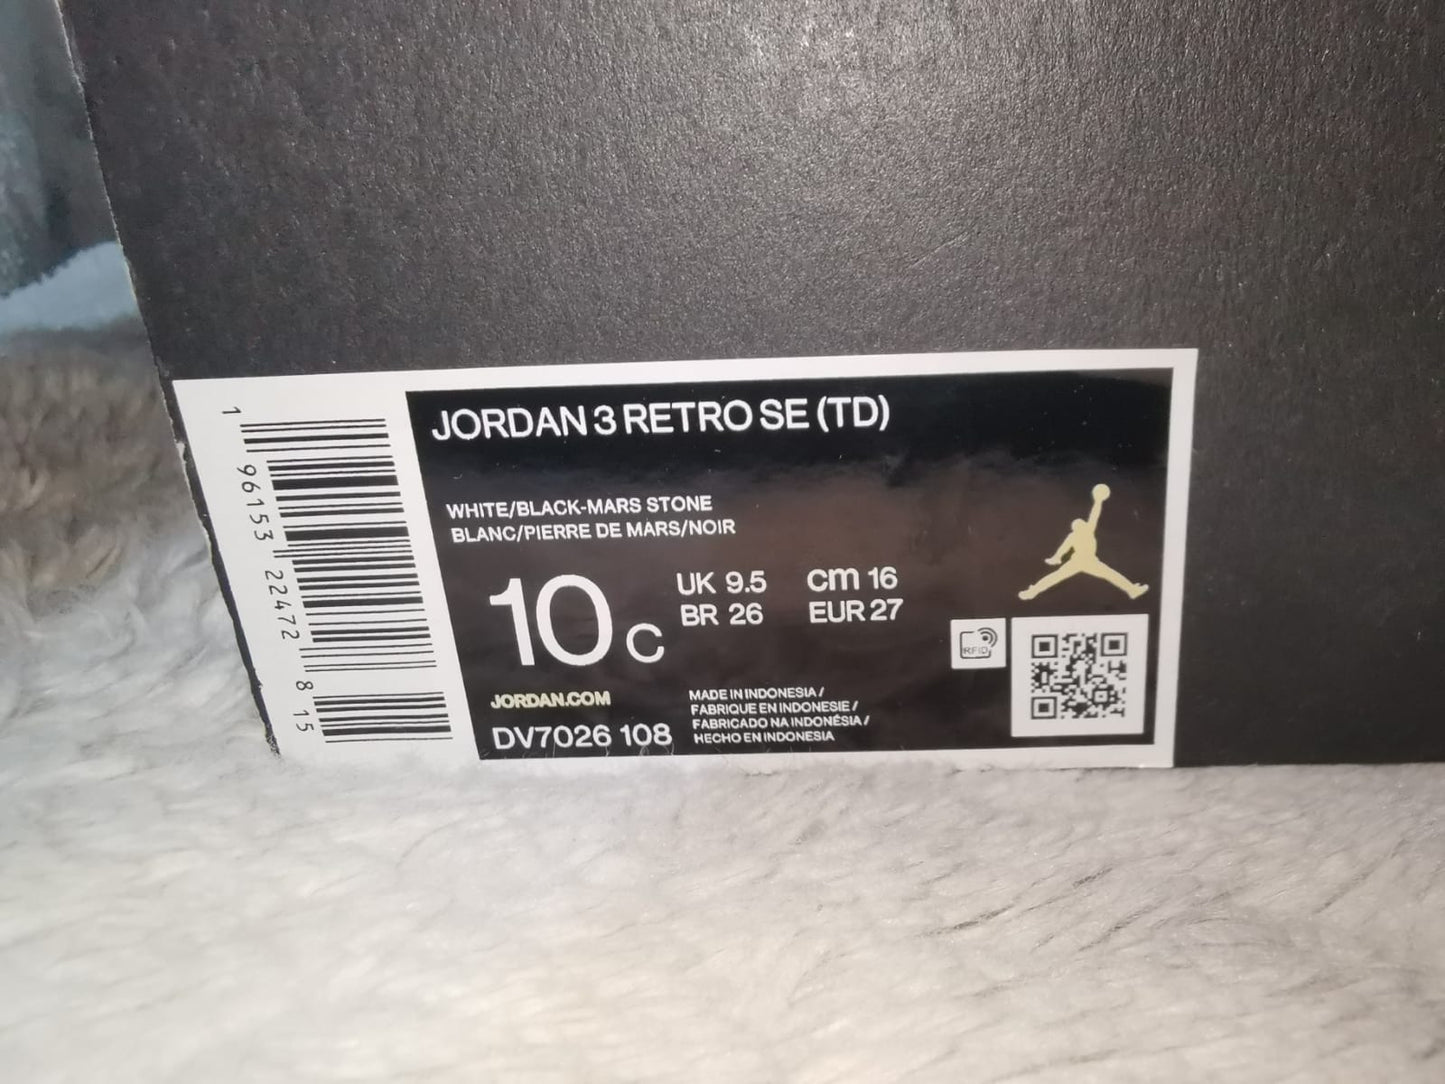 JORDAN 3 RETRO SE (TD)
WHITE/BLACK-MARS STONE
BLANC/PIERRE DE MARS/NOIR
10 C
UK 9.5 cm 16
BR 26 EUR 27
JORDAN.COM
DV7026 108
MADE IN INDONESIA /
FABRIQUE EN INDONESIE /
FABRICADO NA INDONÉSIA /
HECHO EN INDONESIA
RFID
1 96153 22472 8 15